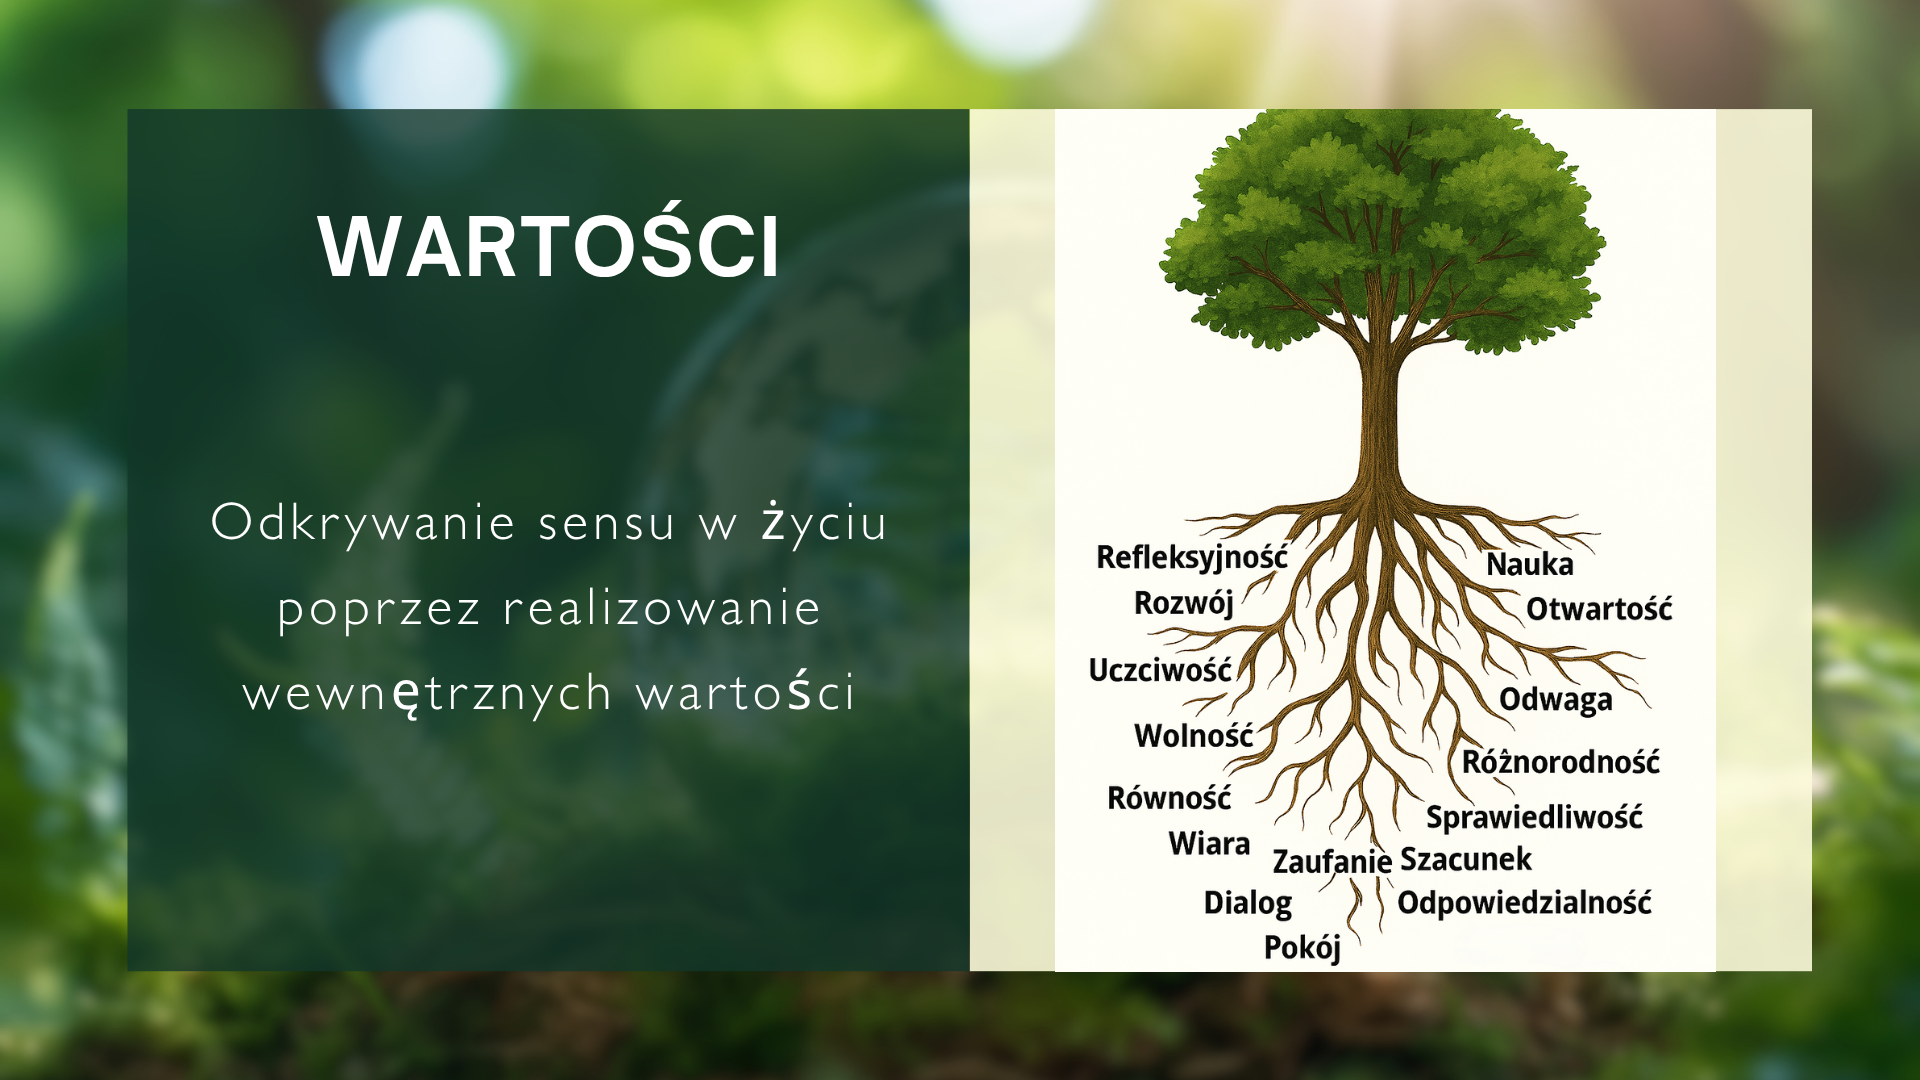 WARTOŚCI
Odkrywanie sensu w życiu
poprzez realizowanie
wewnętrznych wartości
Refleksyjność
Rozwój
Uczciwość
Wolność
Równość
Wiara
Zaufanie
Dialog
Pokój
Nauka
Otwartość
Odwaga
Różnorodność
Sprawiedliwość
Szacunek
Odpowiedzialność